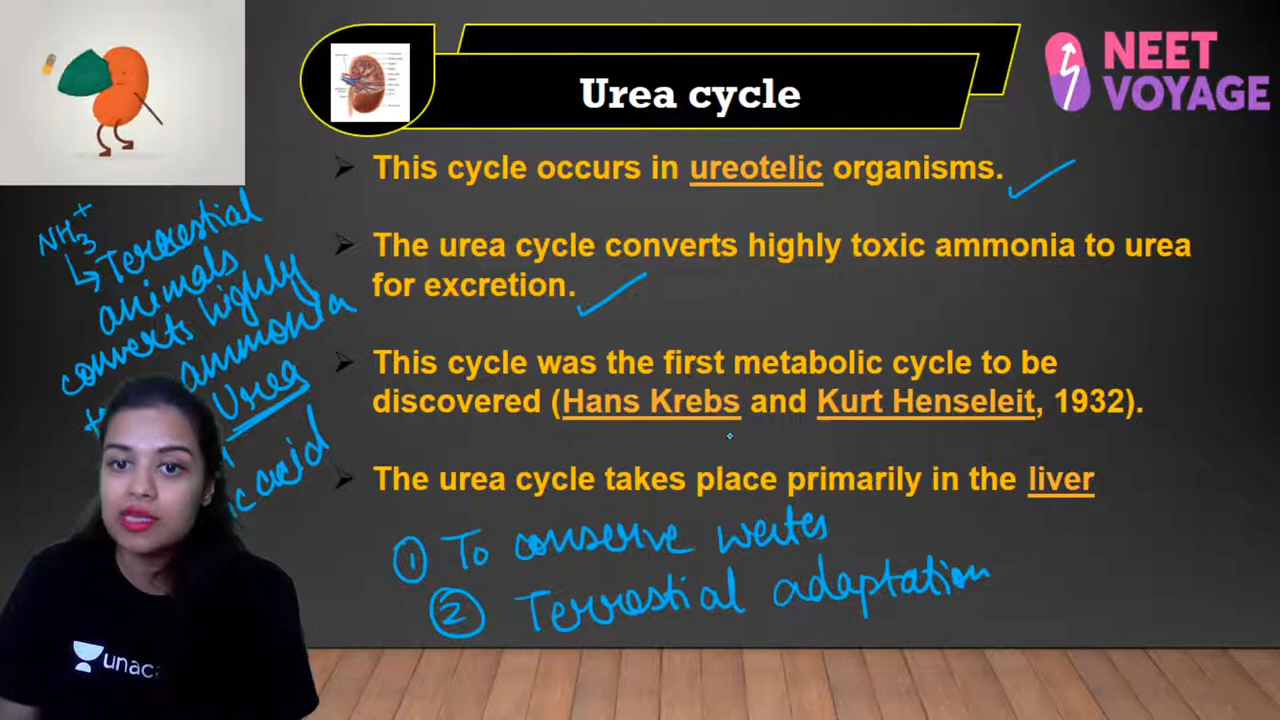 Urea cycle
NEET
VOYAGE
This cycle occurs in ureotelic organisms.
The urea cycle converts highly toxic ammonia to urea
for excretion.
This cycle was the first metabolic cycle to be
discovered (Hans Krebs and Kurt Henseleit, 1932).
The urea cycle takes place primarily in the liver
① To conserve
② Terrestial adaptation
NH3+
Terrestial
animals
converts highly
ammonia
Urea
acid
unaca